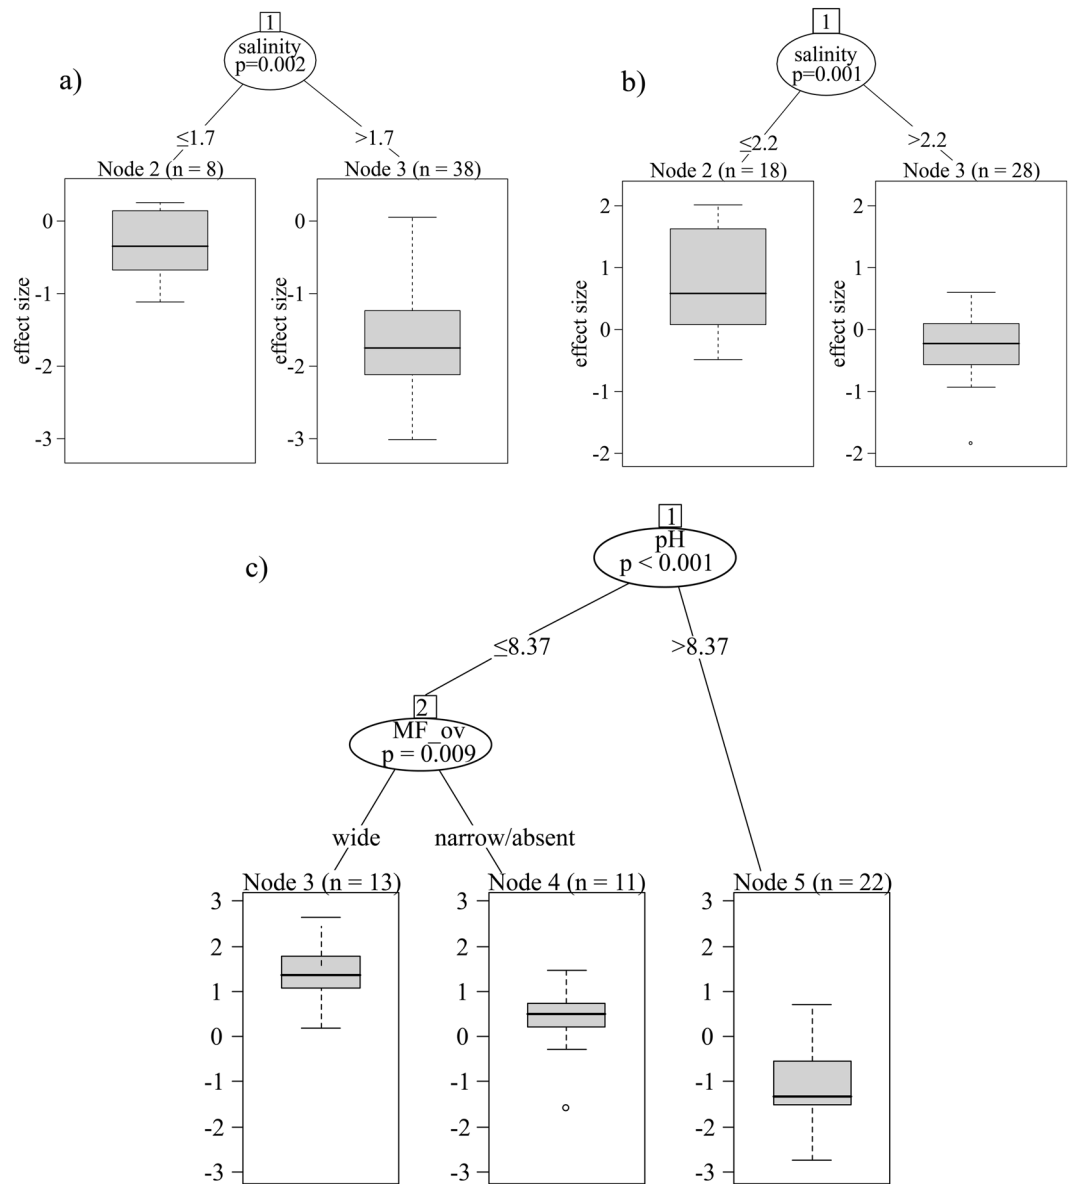 a)
1
salinity
p=0.002
≤1.7
>1.7
Node 2 (n = 8)
Node 3 (n = 38)
effect size
0
-1
-2
-3
effect size
0
-1
-2
-3
b)
1
salinity
p=0.001
≤2.2
>2.2
Node 2 (n = 18)
Node 3 (n = 28)
effect size
2
1
0
-1
-2
effect size
2
1
0
-1
-2
c)
1
pH
p < 0.001
≤8.37
>8.37
2
MF_ov
p = 0.009
wide
narrow/absent
Node 3 (n = 13)
Node 4 (n = 11)
Node 5 (n = 22)
3
2
1
0
-1
-2
-3
3
2
1
0
-1
-2
-3
3
2
1
0
-1
-2
-3